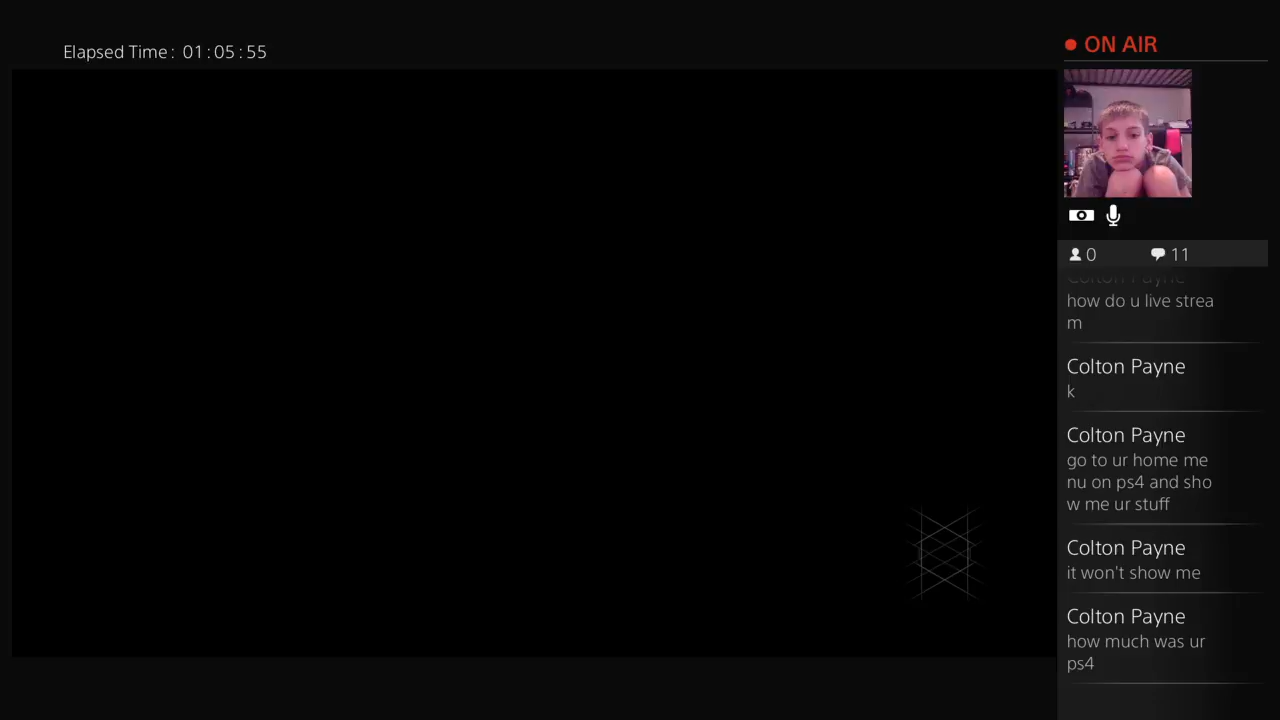 Elapsed Time: 01:05:55
ON AIR
0
11
Colton Payne
how do u live strea
m
Colton Payne
k
Colton Payne
go to ur home me
nu on ps4 and sho
w me ur stuff
Colton Payne
it won't show me
Colton Payne
how much was ur
ps4